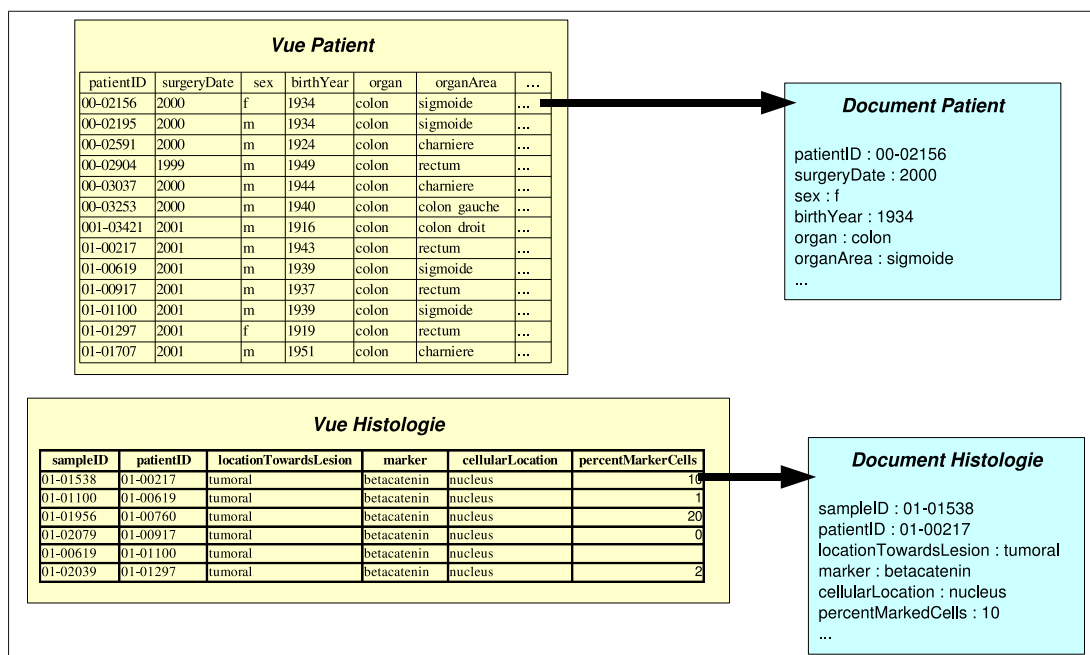 Vue Patient
patientID surgeryDate sex birthYear organ organArea ...
00-02156 2000 f 1934 colon sigmoide ...
00-02195 2000 m 1934 colon sigmoide ...
00-02591 2000 m 1924 colon charniere ...
00-02904 1999 m 1949 colon rectum ...
00-03037 2000 m 1944 colon charniere ...
00-03253 2000 m 1940 colon gauche ...
001-03421 2001 m 1916 colon colon droit ...
01-00217 2001 m 1943 colon rectum ...
01-00619 2001 m 1939 colon sigmoide ...
01-00917 2001 m 1937 colon rectum ...
01-01100 2001 m 1939 colon sigmoide ...
01-01297 2001 f 1919 colon rectum ...
01-01707 2001 m 1951 colon charniere ...
Document Patient
patientID : 00-02156
surgeryDate : 2000
sex : f
birthYear : 1934
organ : colon
organArea : sigmoide
...
Vue Histologie
sampleID patientID locationTowardsLesion marker cellularLocation percentMarkerCells
01-01538 01-00217 tumoral betacatenin nucleus 10
01-01100 01-00619 tumoral betacatenin nucleus 1
01-01956 01-00760 tumoral betacatenin nucleus 20
01-02079 01-00917 tumoral betacatenin nucleus 0
01-00619 01-01100 tumoral betacatenin nucleus
01-02039 01-01297 tumoral betacatenin nucleus 2
Document Histologie
sampleID : 01-01538
patientID : 01-00217
locationTowardsLesion : tumoral
marker : betacatenin
cellularLocation : nucleus
percentMarkedCells : 10
...